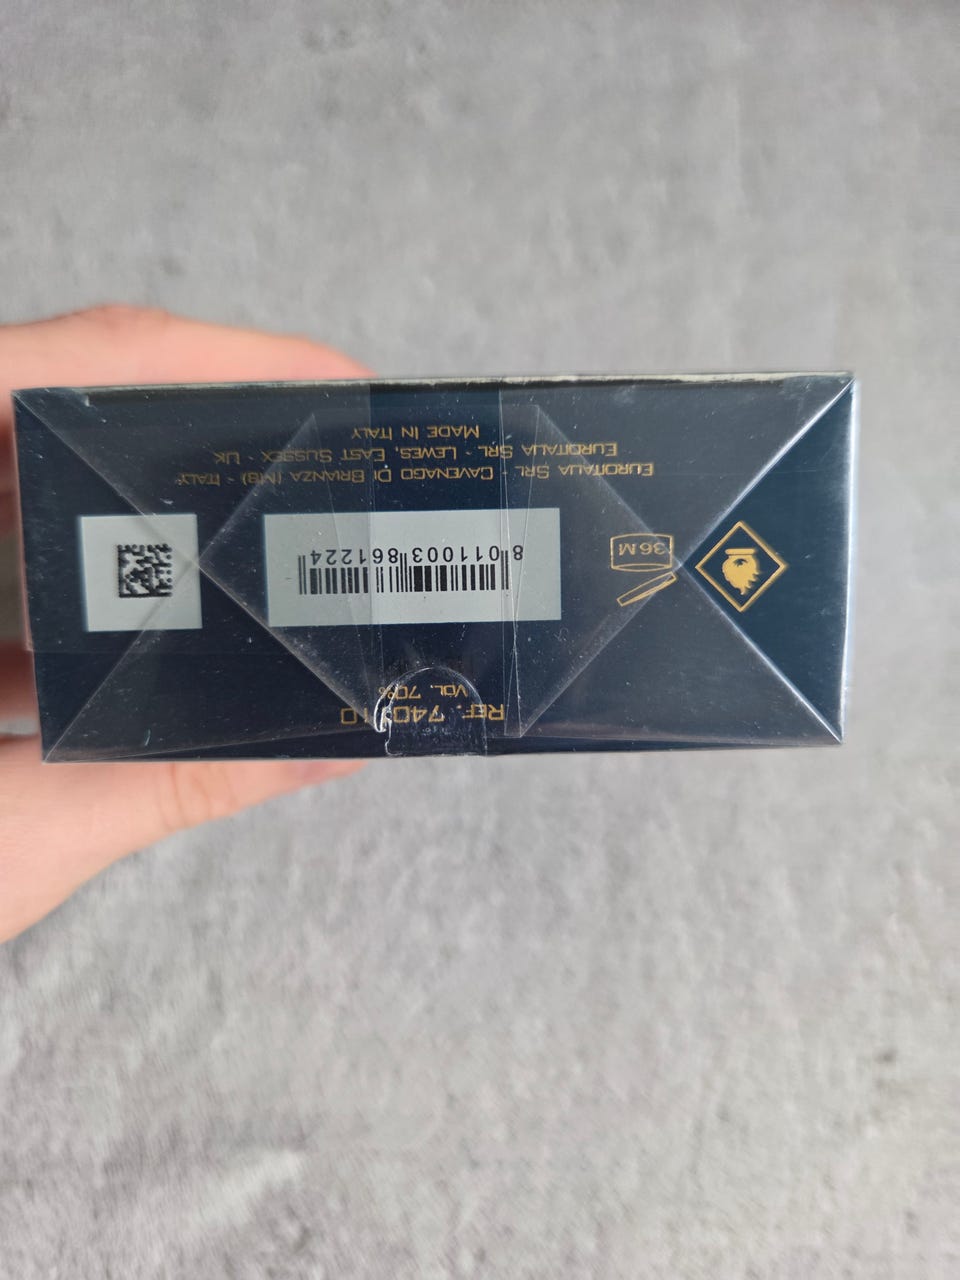 REF.
VOL. 70%
8 011003 861224
36M
EUROITALIA SRL - CAVENAGO DI BRIANZA (MB) - ITALY
EUROITALIA SRL - LEWES, EAST SUSSEX - UK
MADE IN ITALY